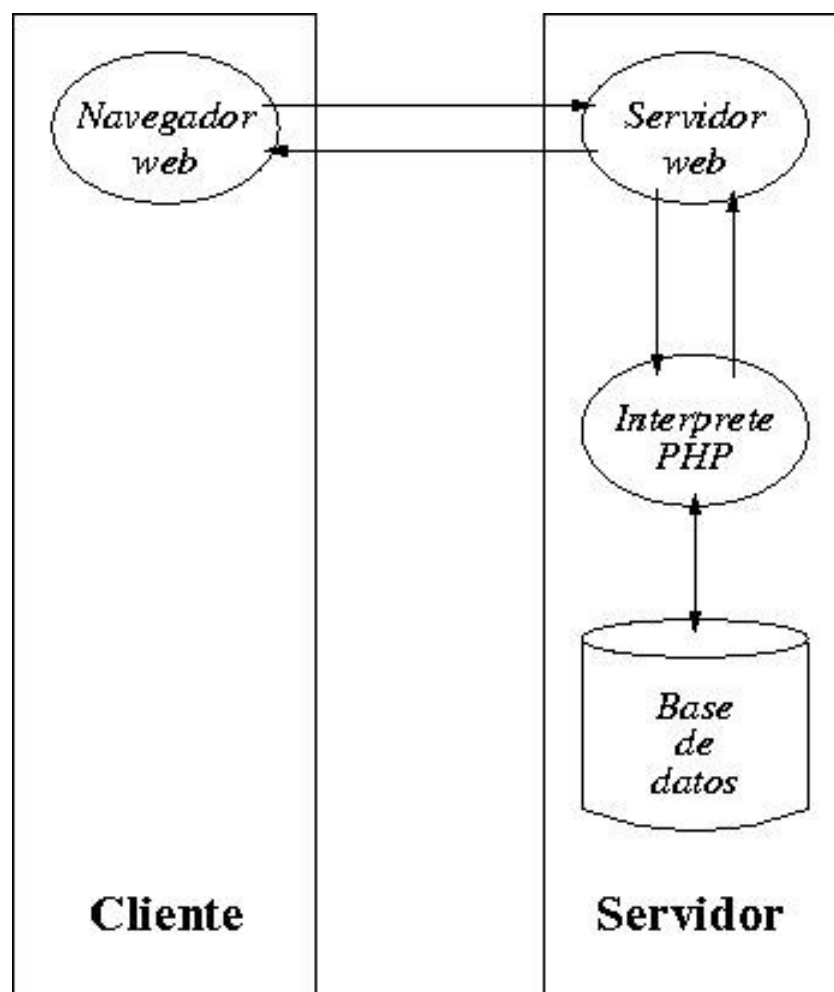 Navegador
web
Servidor
web
Interprete
PHP
Base
de
datos
Cliente
Servidor